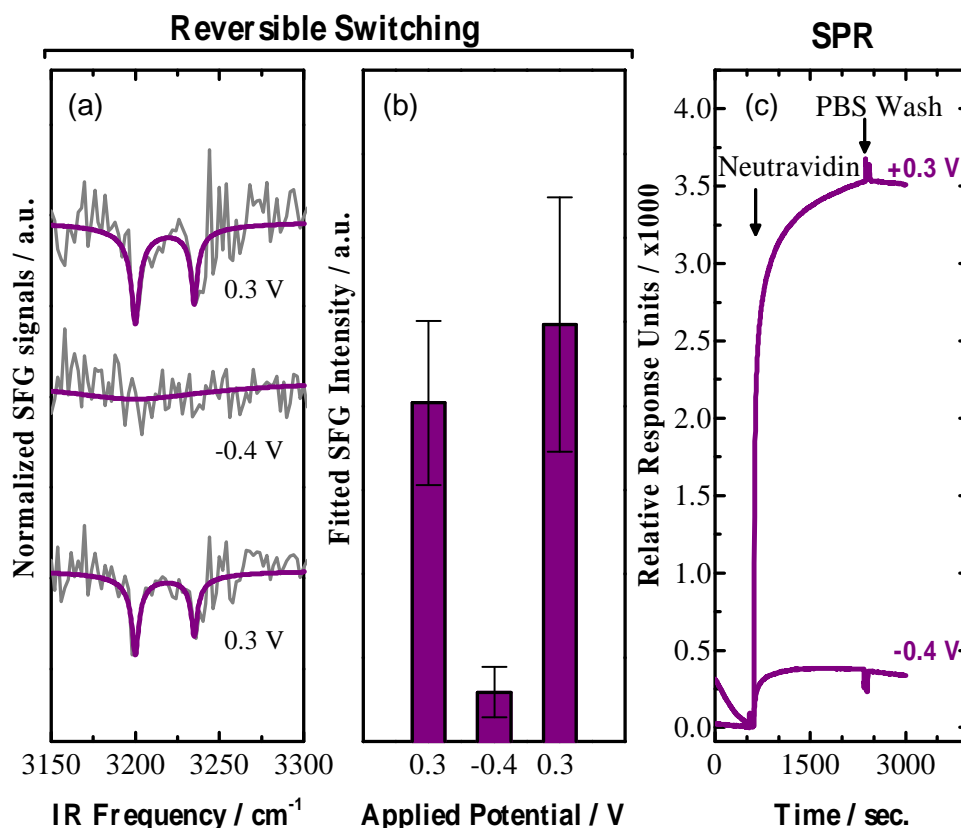 Reversible Switching
SPR
(a)
0.3 V
-0.4 V
0.3 V
Normalized SFG signals / a.u.
3150 3200 3250 3300
IR Frequency / cm⁻¹
(b)
Fitted SFG Intensity / a.u.
0.3 -0.4 0.3
Applied Potential / V
(c)
PBS Wash
Neutravidin
+0.3 V
-0.4 V
Relative Response Units / x1000
4.0
3.5
3.0
2.5
2.0
1.5
1.0
0.5
0.0
0 1500 3000
Time / sec.